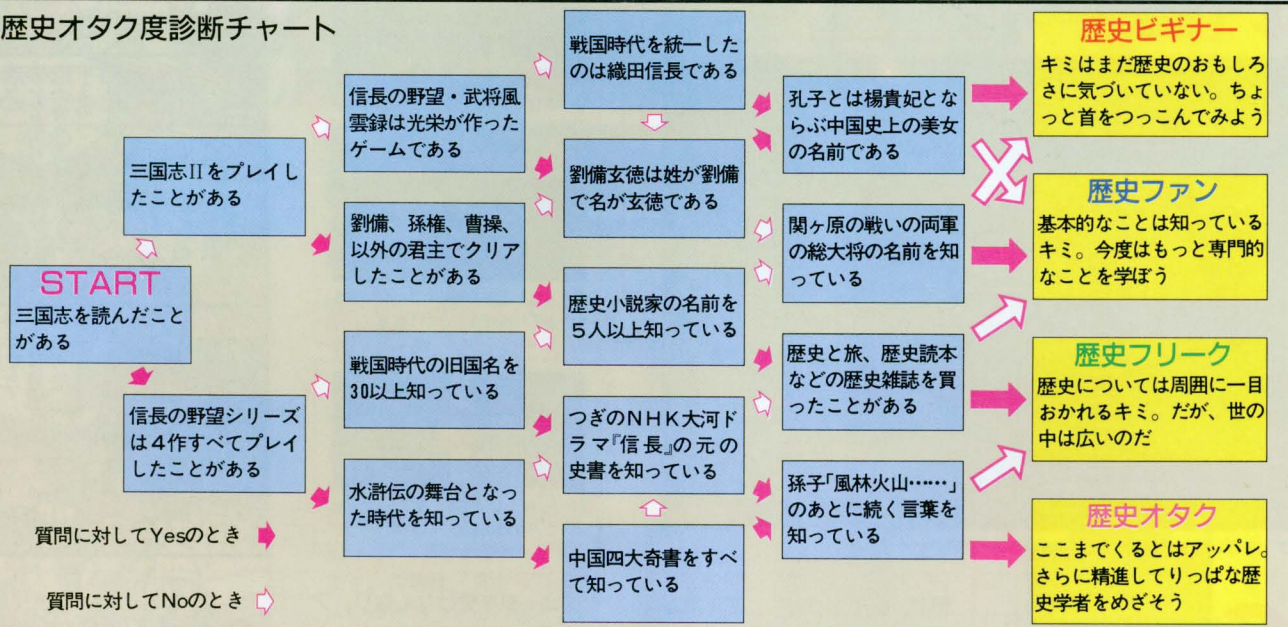 歴史オタク度診断チャート
START
三国志を読んだこと
がある
三国志IIをプレイし
たことがある
信長の野望シリーズ
は4作すべてプレイ
したことがある
質問に対してYesのとき
質問に対してNoのとき
信長の野望・武将風
雲録は光栄が作った
ゲームである
劉備、孫権、曹操、
以外の君主でクリア
したことがある
戦国時代の旧国名を
30以上知っている
水滸伝の舞台となっ
た時代を知っている
戦国時代を統一した
のは織田信長である
劉備玄徳は姓が劉備
で名が玄徳である
歴史小説家の名前を
5人以上知っている
つぎのNHK大河ド
ラマ『信長』の元の
史書を知っている
中国四大奇書をすべ
て知っている
孔子とは楊貴妃とな
らぶ中国史上の美女
の名前である
関ヶ原の戦いの両軍
の総大将の名前を知
っている
歴史と旅、歴史読本
などの歴史雑誌を買
ったことがある
孫子「風林火山……」
のあとに続く言葉を
知っている
歴史ビギナー
キミはまだ歴史のおもしろ
さに気づいていない。ちょ
っと首をつっこんでみよう
歴史ファン
基本的なことは知っている
キミ。今度はもっと専門的
なことを学ぼう
歴史フリーク
歴史については周囲に一目
おかれるキミ。だが、世の
中は広いのだ
歴史オタク
ここまでくるとはアッパレ。
さらに精進してりっぱな歴
史学者をめざそう